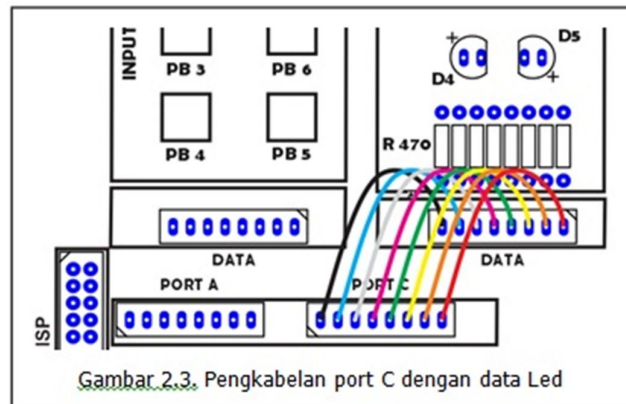 INPUT
PB 3
PB 6
PB 4
PB 5
D5
D4
+
+
R 470
DATA
DATA
PORT A
PORT C
ISP
Gambar 2.3. Pengkabelan port C dengan data Led